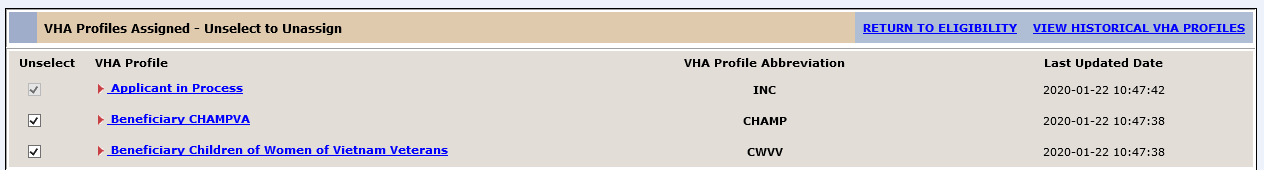 VHA Profiles Assigned - Unselect to Unassign RETURN TO ELIGIBILITY VIEW HISTORICAL VHA PROFILES
Unselect VHA Profile VHA Profile Abbreviation Last Updated Date
Applicant in Process INC 2020-01-22 10:47:42
Beneficiary CHAMPVA CHAMP 2020-01-22 10:47:38
Beneficiary Children of Women of Vietnam Veterans CWVV 2020-01-22 10:47:38